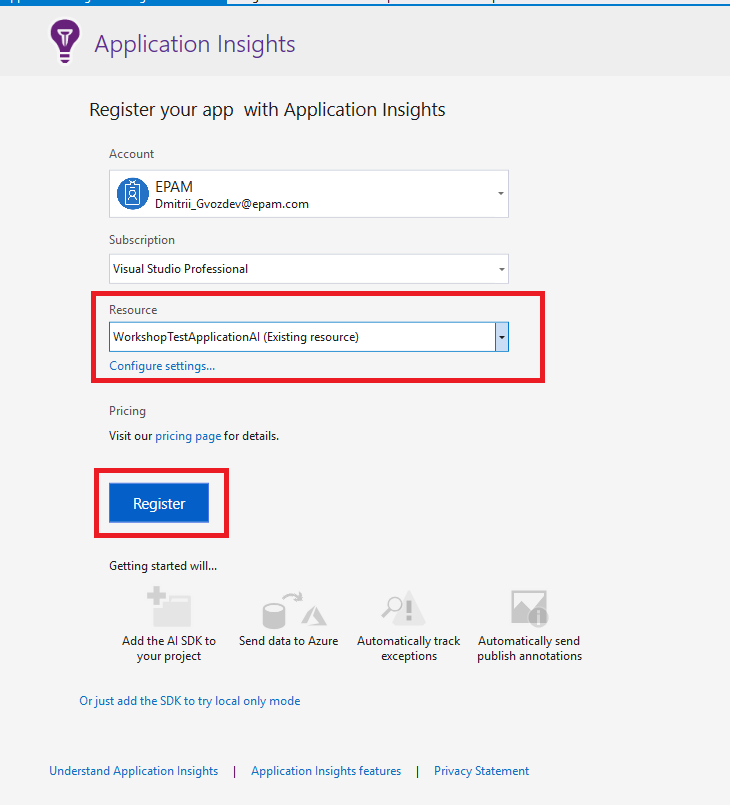 Application Insights
Register your app with Application Insights
Account
EPAM
Dmitrii_Gvozdev@epam.com
Subscription
Visual Studio Professional
Resource
WorkshopTestApplicationAI (Existing resource)
Configure settings...
Pricing
Visit our pricing page for details.
Register
Getting started will...
Add the AI SDK to
your project
Send data to Azure
Automatically track
exceptions
Automatically send
publish annotations
Or just add the SDK to try local only mode
Understand Application Insights | Application Insights features | Privacy Statement